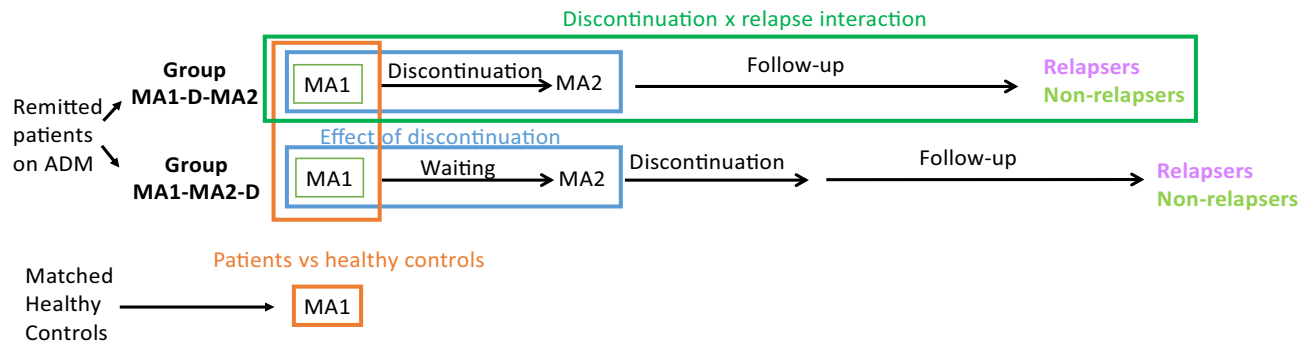 Discontinuation x relapse interaction
Remitted
patients
on ADM
Group
MA1-D-MA2
MA1
Discontinuation
MA2
Follow-up
Relapsers
Non-relapsers
Effect of discontinuation
Group
MA1-MA2-D
MA1
Waiting
MA2
Discontinuation
Follow-up
Relapsers
Non-relapsers
Patients vs healthy controls
Matched
Healthy
Controls
MA1